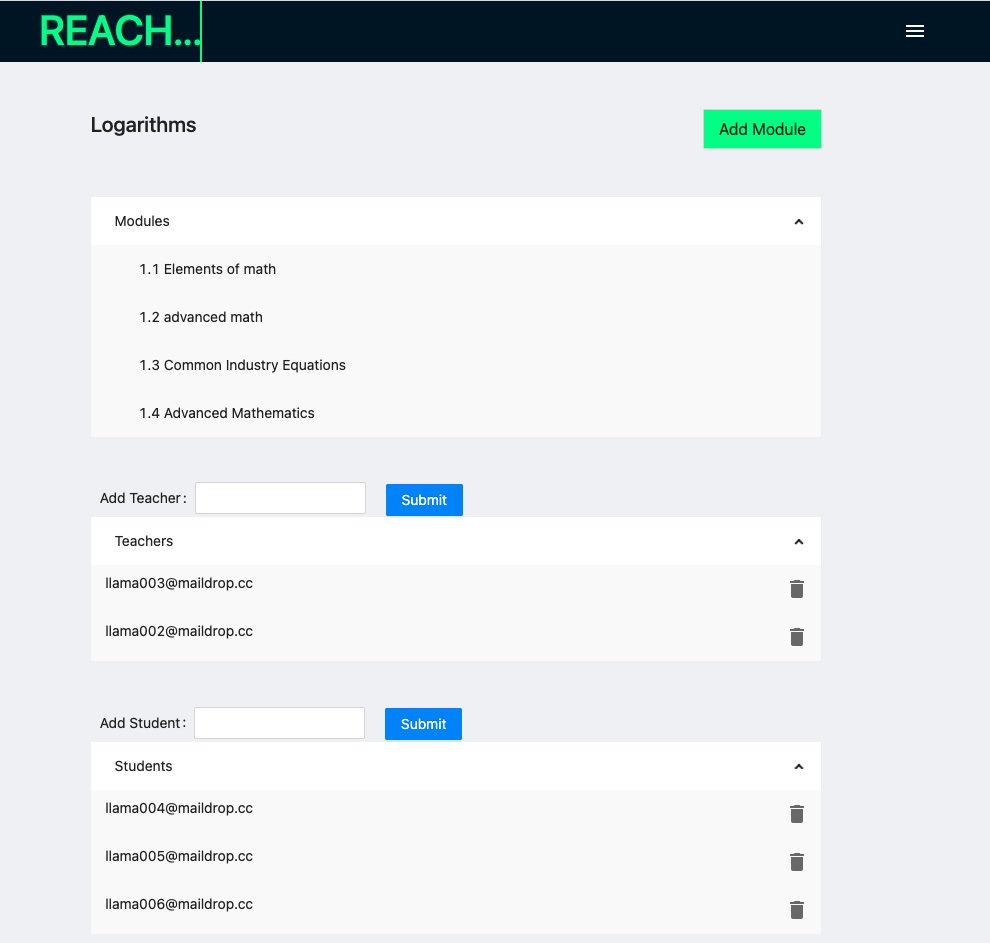 REACH...
Logarithms
Add Module
Modules
1.1 Elements of math
1.2 advanced math
1.3 Common Industry Equations
1.4 Advanced Mathematics
Add Teacher: Submit
Teachers
llama003@maildrop.cc
llama002@maildrop.cc
Add Student: Submit
Students
llama004@maildrop.cc
llama005@maildrop.cc
llama006@maildrop.cc